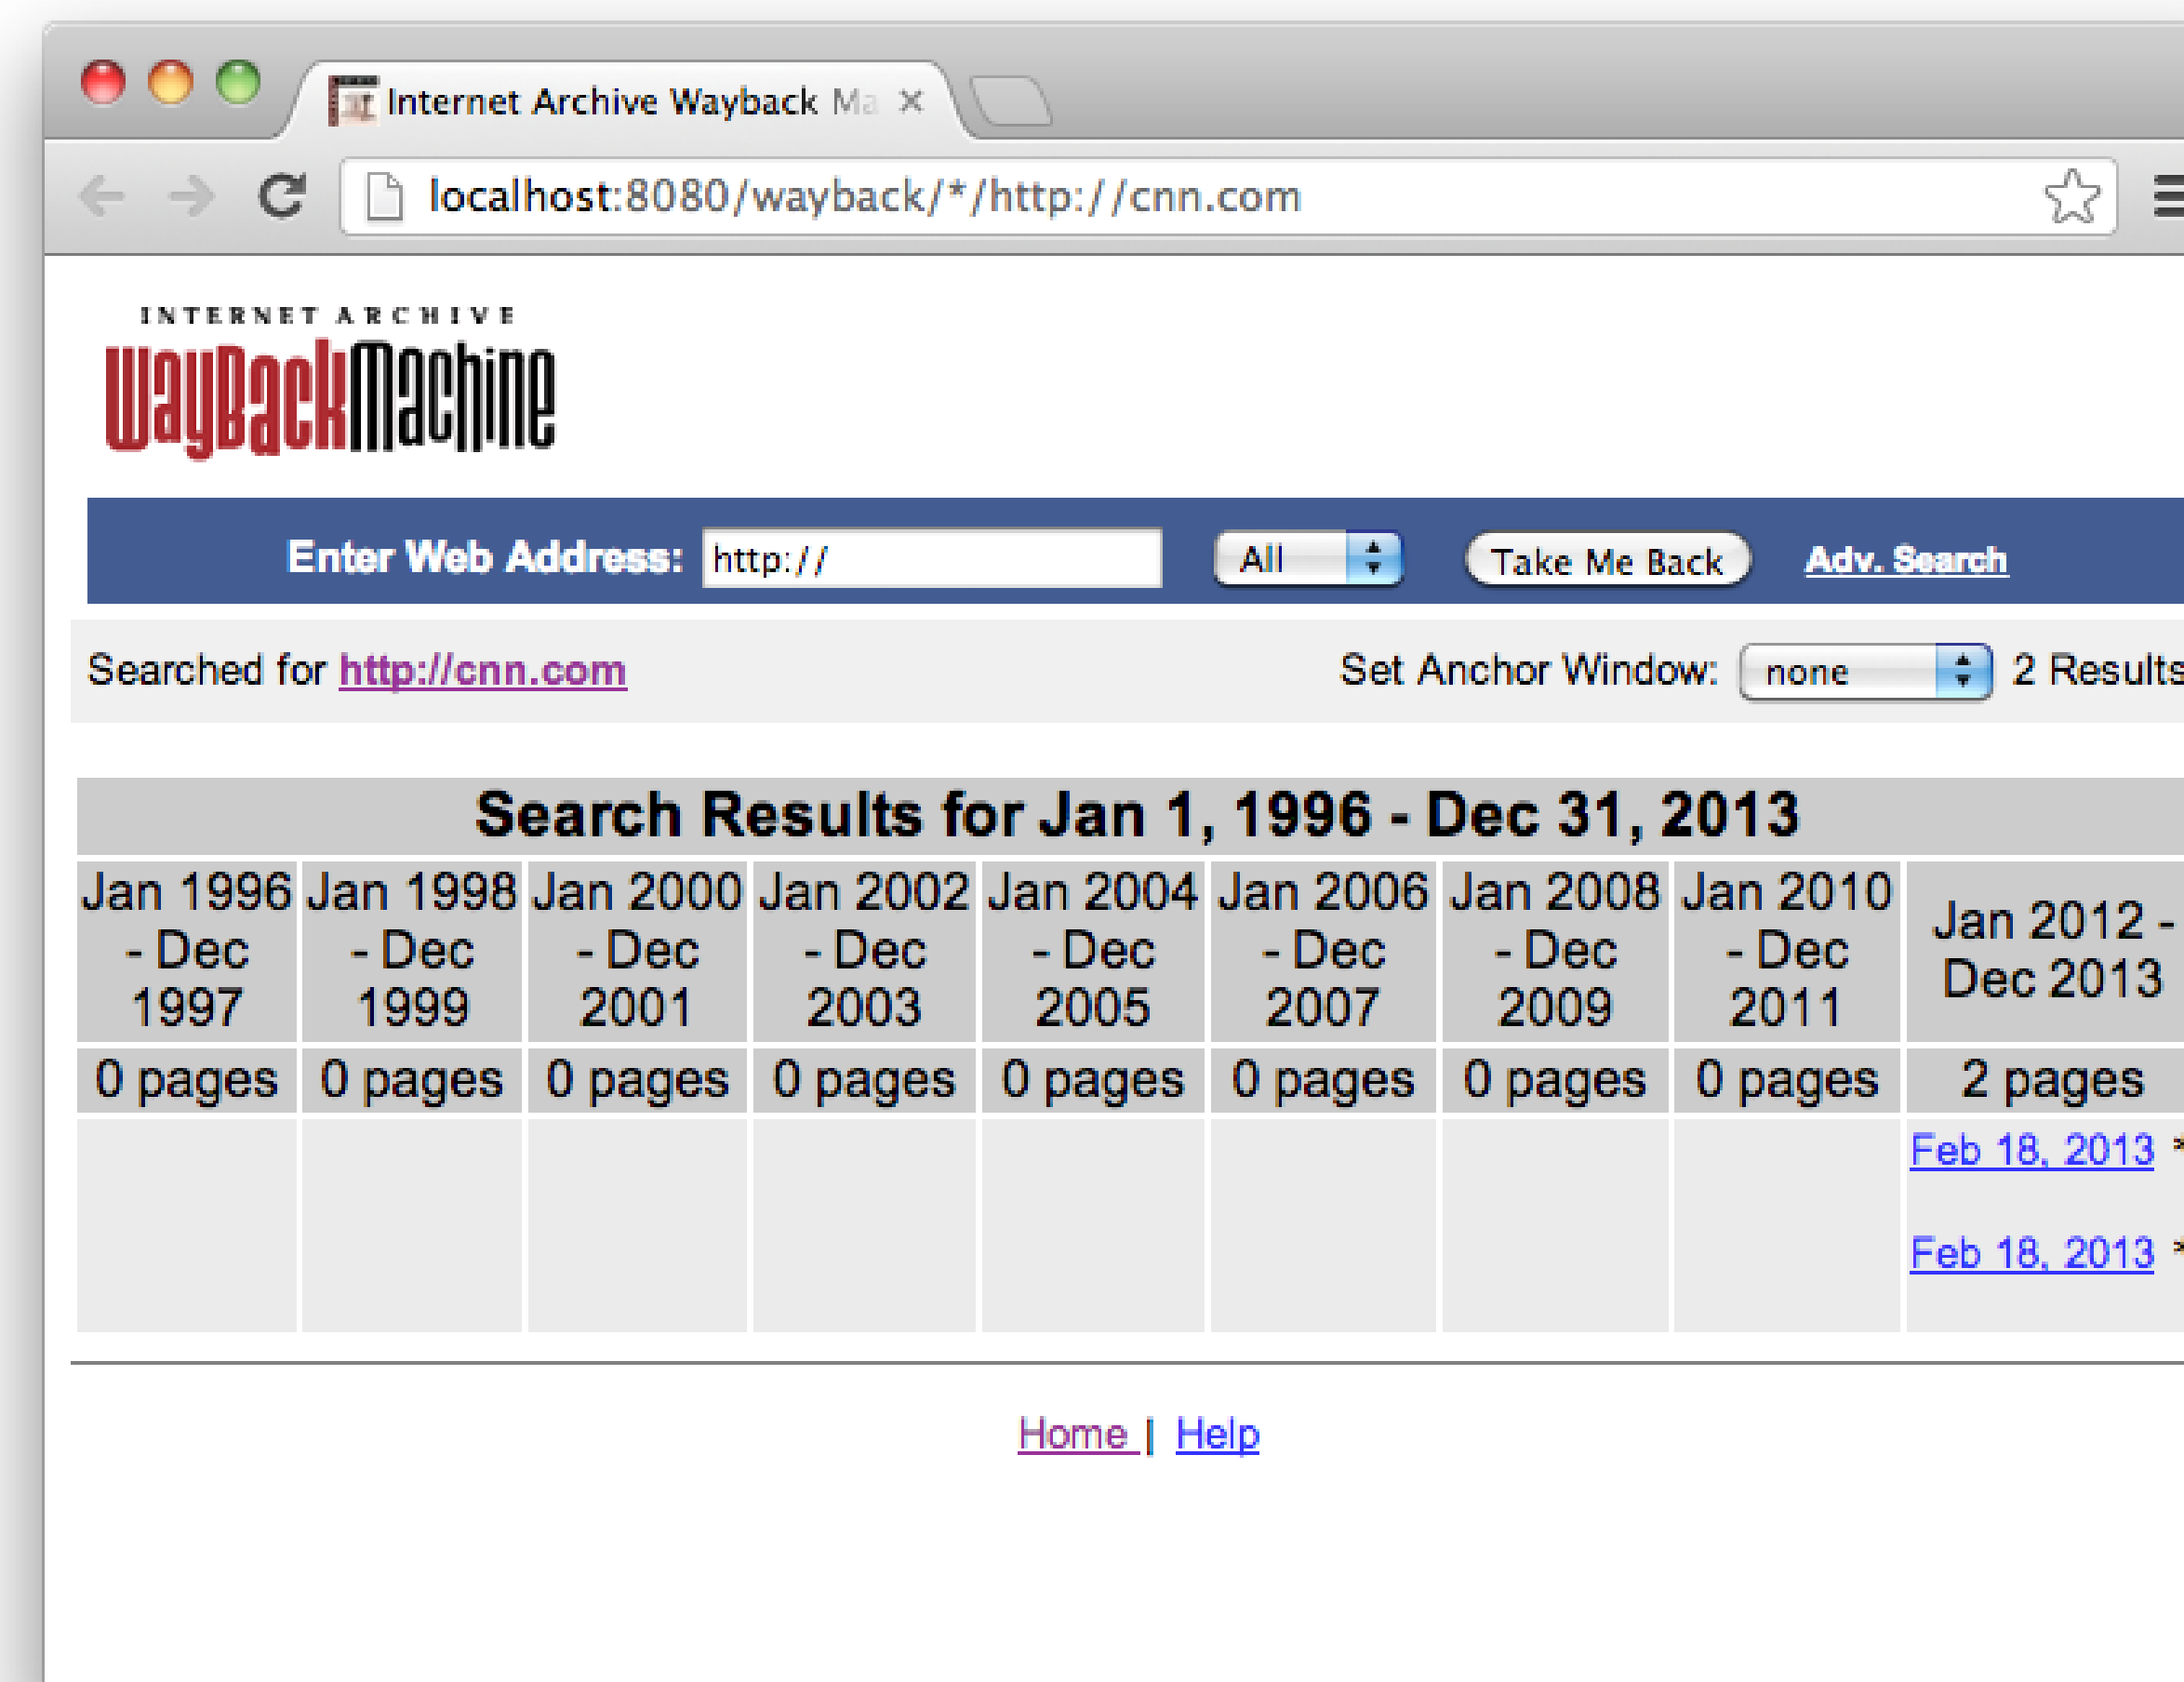 Internet Archive Wayback Ma
localhost:8080/wayback/*/http://cnn.com
INTERNET ARCHIVE
WayBackMachine
Enter Web Address: http:// All Take Me Back Adv. Search
Searched for http://cnn.com Set Anchor Window: none 2 Results
Search Results for Jan 1, 1996 - Dec 31, 2013
Jan 1996 - Dec 1997 Jan 1998 - Dec 1999 Jan 2000 - Dec 2001 Jan 2002 - Dec 2003 Jan 2004 - Dec 2005 Jan 2006 - Dec 2007 Jan 2008 - Dec 2009 Jan 2010 - Dec 2011 Jan 2012 - Dec 2013
0 pages 0 pages 0 pages 0 pages 0 pages 0 pages 0 pages 0 pages 2 pages
Feb 18, 2013 *
Feb 18, 2013 *
Home | Help